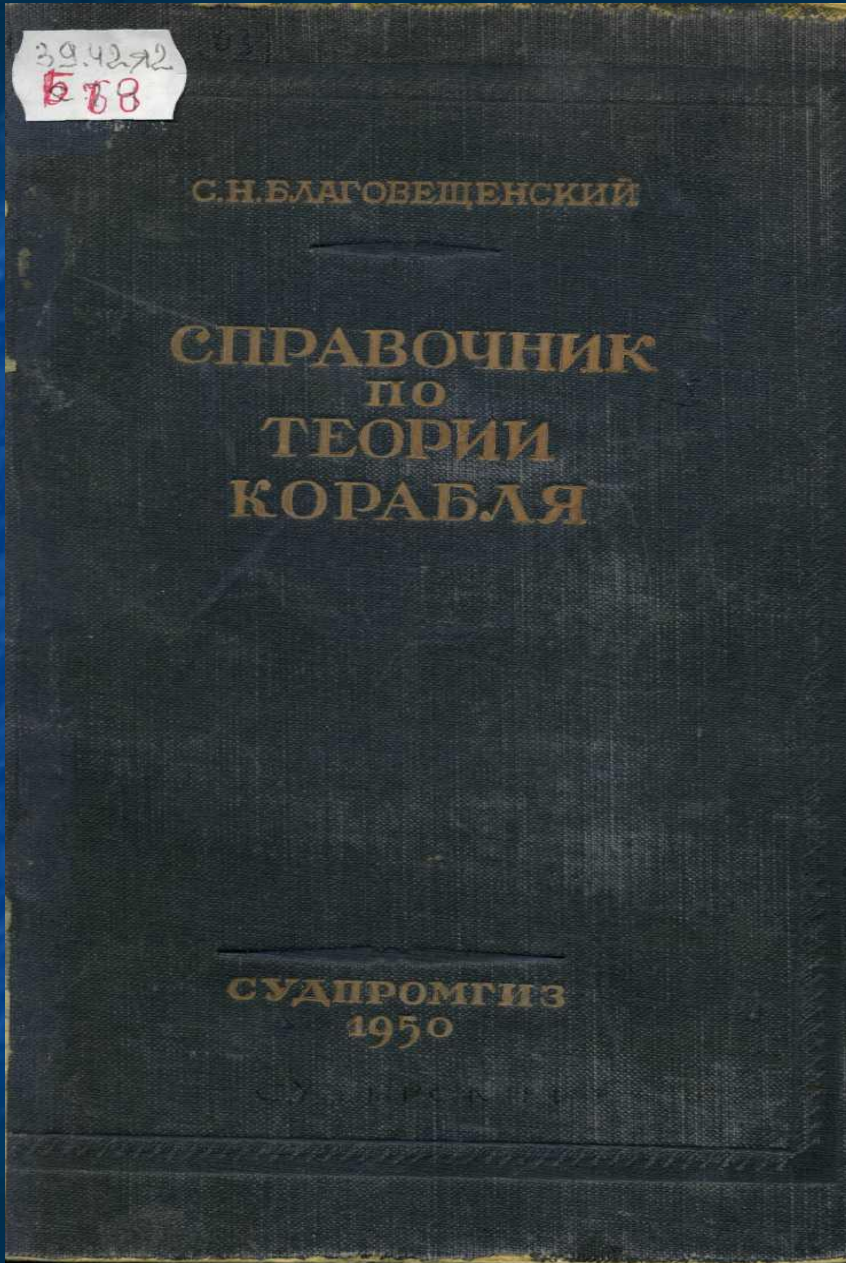 39.42я2
Б 68
С.Н.БЛАГОВЕЩЕНСКИЙ
СПРАВОЧНИК
ПО
ТЕОРИИ
КОРАБЛЯ
СУДПРОМГИЗ
1950